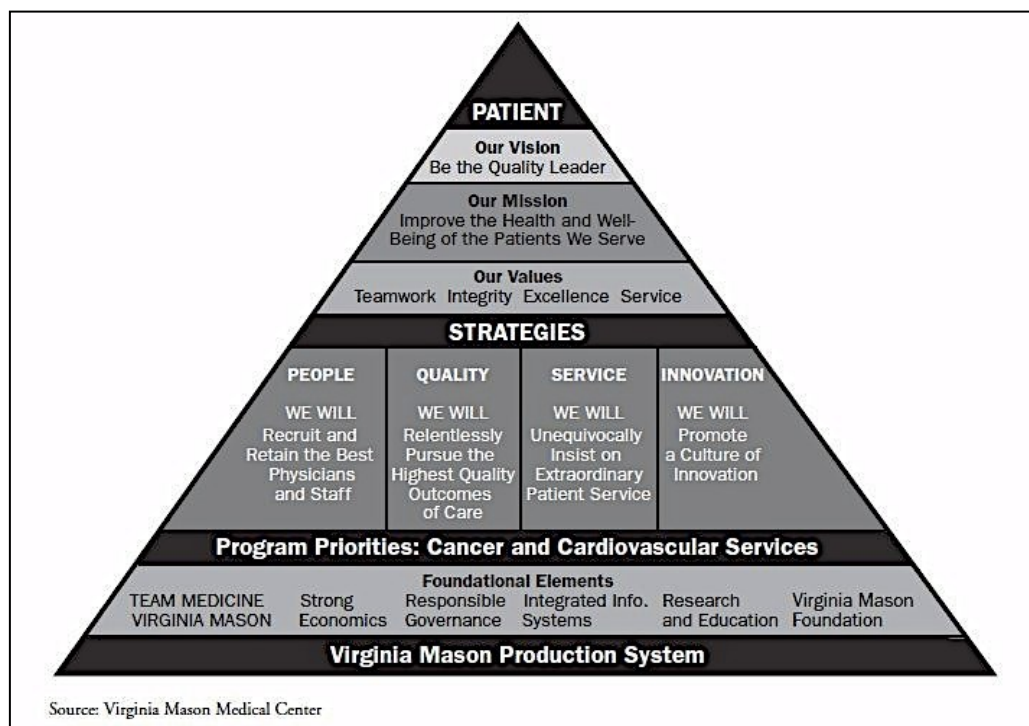 PATIENT
Our Vision
Be the Quality Leader
Our Mission
Improve the Health and Well-
Being of the Patients We Serve
Our Values
Teamwork Integrity Excellence Service
STRATEGIES
PEOPLE
WE WILL
Recruit and
Retain the Best
Physicians
and Staff
QUALITY
WE WILL
Relentlessly
Pursue the
Highest Quality
Outcomes
of Care
SERVICE
WE WILL
Unequivocally
Insist on
Extraordinary
Patient Service
INNOVATION
WE WILL
Promote
a Culture of
Innovation
Program Priorities: Cancer and Cardiovascular Services
Foundational Elements
TEAM MEDICINE
VIRGINIA MASON
Strong
Economics
Responsible
Governance
Integrated Info.
Systems
Research
and Education
Virginia Mason
Foundation
Virginia Mason Production System
Source: Virginia Mason Medical Center